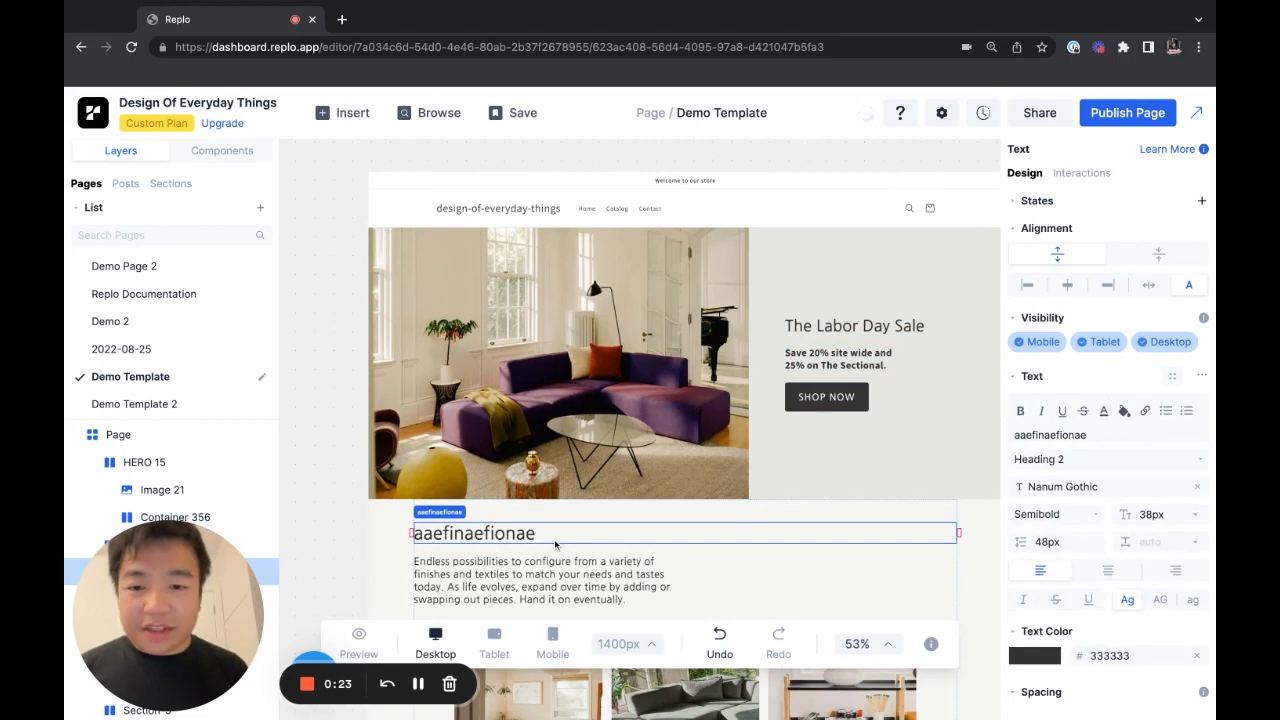 Replo
https://dashboard.replo.app/editor/7a034c6d-54d0-4e46-80ab-2b37f2678955/623ac408-56d4-4095-97a8-d421047b5fa3
Design Of Everyday Things
Custom Plan Upgrade
Insert Browse Save
Page / Demo Template
? Share Publish Page
Layers Components
Pages Posts Sections
List
Search Pages
Demo Page 2
Replo Documentation
Demo 2
2022-08-25
Demo Template
Demo Template 2
Page
HERO 15
Image 21
Container 356
Welcome to our store
design-of-everyday-things Home Catalog Contact
The Labor Day Sale
Save 20% site wide and
25% on The Sectional.
SHOP NOW
aaefinaefionae
aaefinaefionae
Endless possibilities to configure from a variety of
finishes and textiles to match your needs and tastes
today. As life evolves, expand over time by adding or
swapping out pieces. Hand it on eventually.
Preview Desktop Tablet Mobile 1400px Undo Redo 53%
0:23
Text Learn More
Design Interactions
States
Alignment
A
Visibility
Mobile Tablet Desktop
Text
B I U S A
aaefinaefionae
Heading 2
T Nanum Gothic
Semibold Tт 38px
48px auto
I S U Ag AG ag
Text Color
# 333333
Spacing